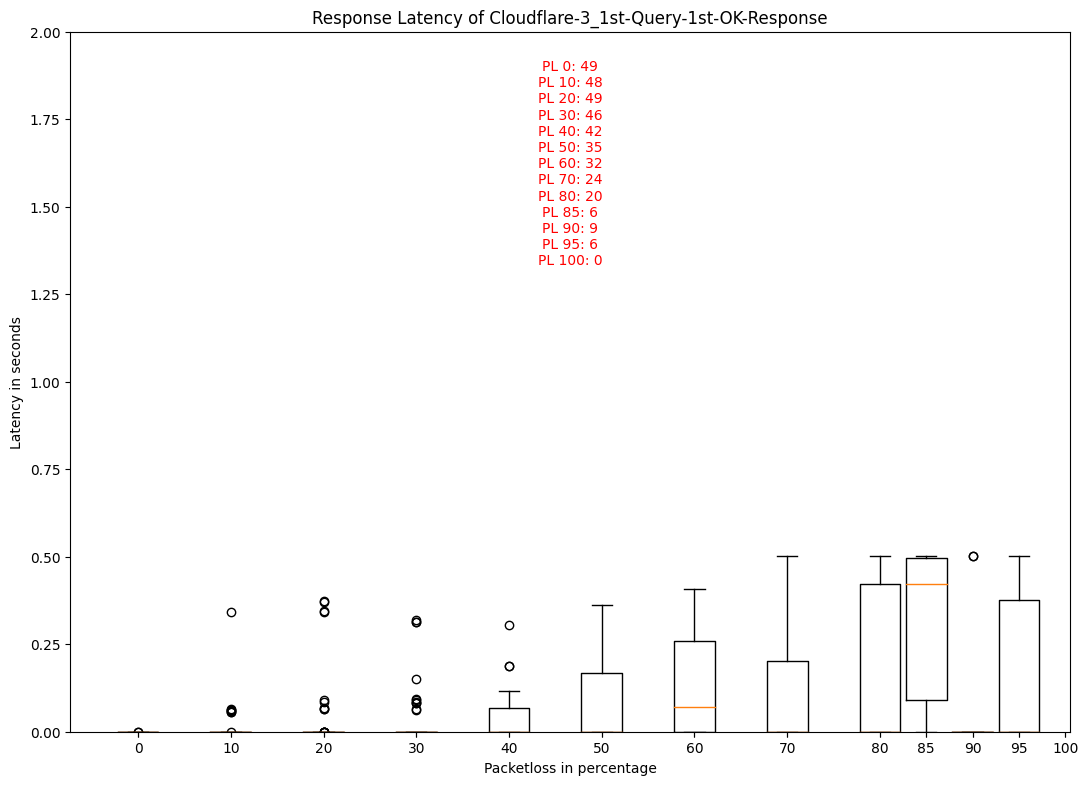 Response Latency of Cloudflare-3_1st-Query-1st-OK-Response
2.00
1.75
1.50
1.25
1.00
0.75
0.50
0.25
0.00
Latency in seconds
PL 0: 49
PL 10: 48
PL 20: 49
PL 30: 46
PL 40: 42
PL 50: 35
PL 60: 32
PL 70: 24
PL 80: 20
PL 85: 6
PL 90: 9
PL 95: 6
PL 100: 0
0 10 20 30 40 50 60 70 80 85 90 95 100
Packetloss in percentage